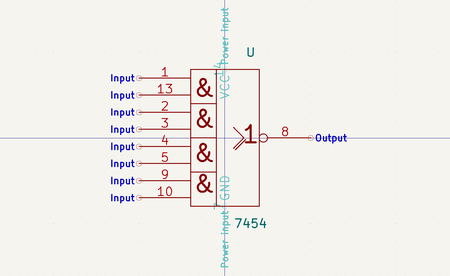 Power Input
U
14
VCC
Input 1
Input 13 &
Input 2
Input 3 &
≥1 8 Output
Input 4
Input 5 &
Input 9
Input 10 &
GND
7
7454
Power Input